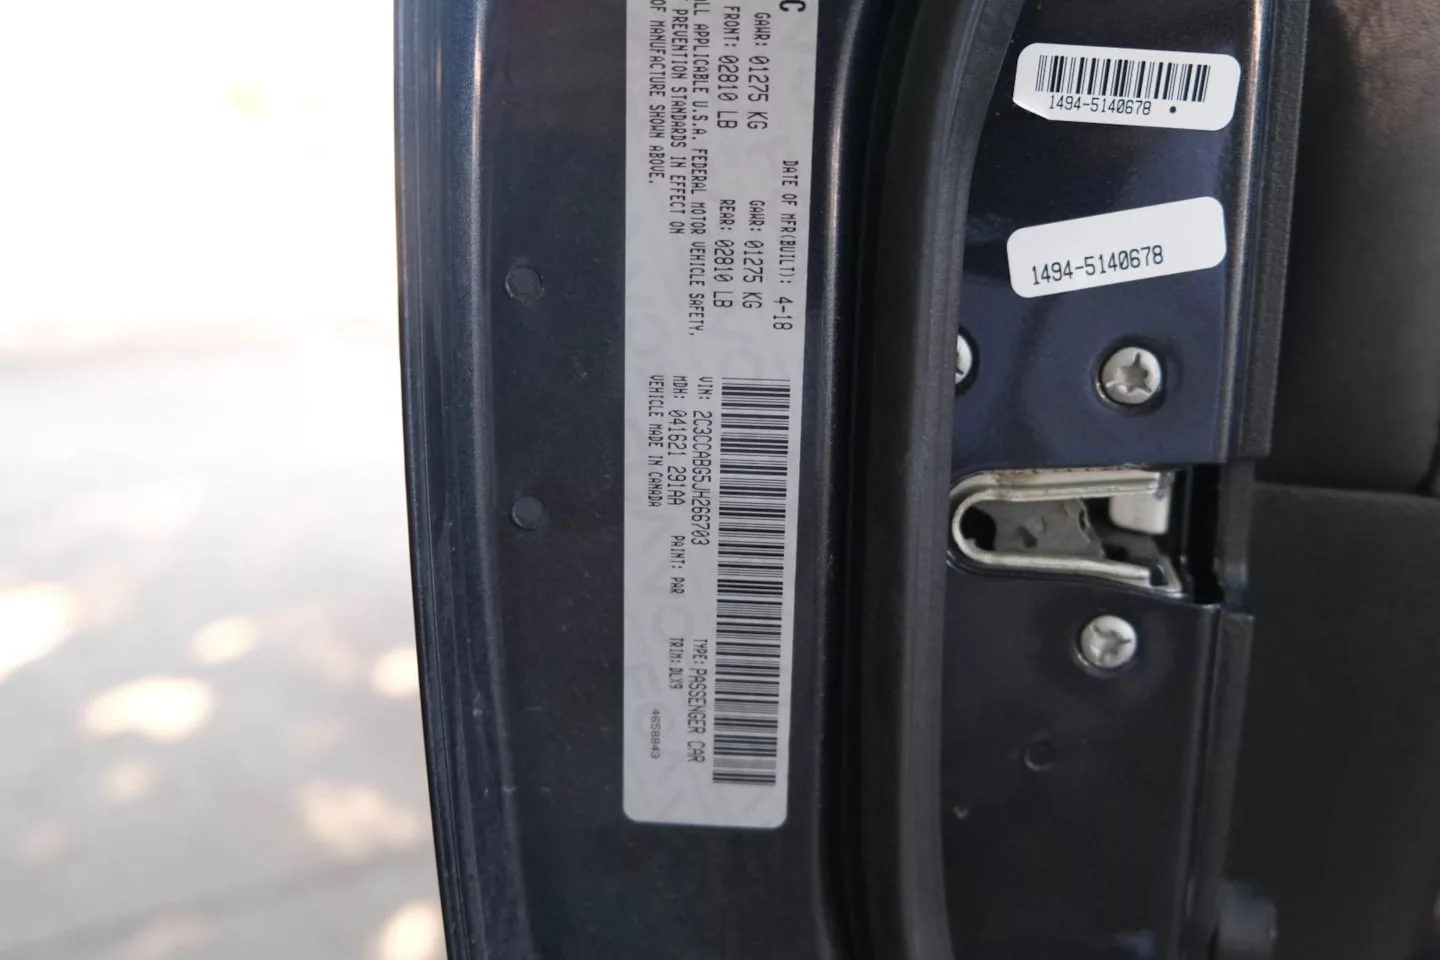 C
GAWR: 01275 KG
FRONT: 02810 LB
ALL APPLICABLE U.S.A. FEDERAL MOTOR VEHICLE SAFETY,
PREVENTION STANDARDS IN EFFECT ON
OF MANUFACTURE SHOWN ABOVE.
DATE OF MFR(BUILT): 4-18
GAWR: 01275 KG
REAR: 02810 LB
VIN: 2C3CCABG5JH266703
TYPE: PASSENGER CAR
MDH: 041621 291AA
PAINT: PAR
TRIM: DLX9
VEHICLE MADE IN CANADA
4658843
1494-5140678
1494-5140678